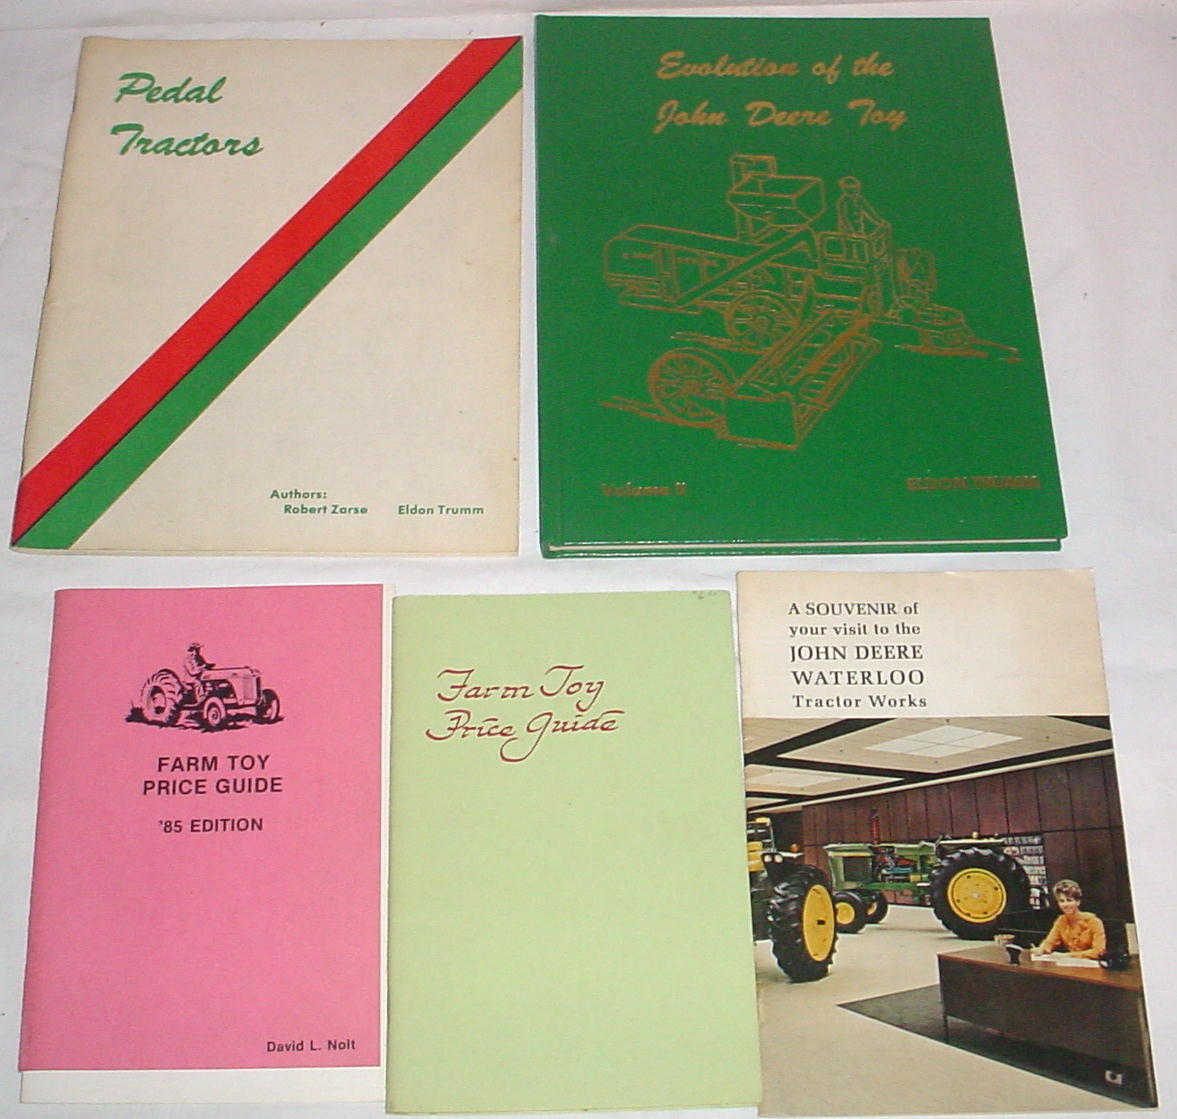 Pedal
Tractors
Authors:
Robert Zarse Eldon Trumm
Evolution of the
John Deere Toy
Volume II ELDON TRUMM
FARM TOY
PRICE GUIDE
'85 EDITION
David L. Nolt
Farm Toy
Price Guide
A SOUVENIR of
your visit to the
JOHN DEERE
WATERLOO
Tractor Works